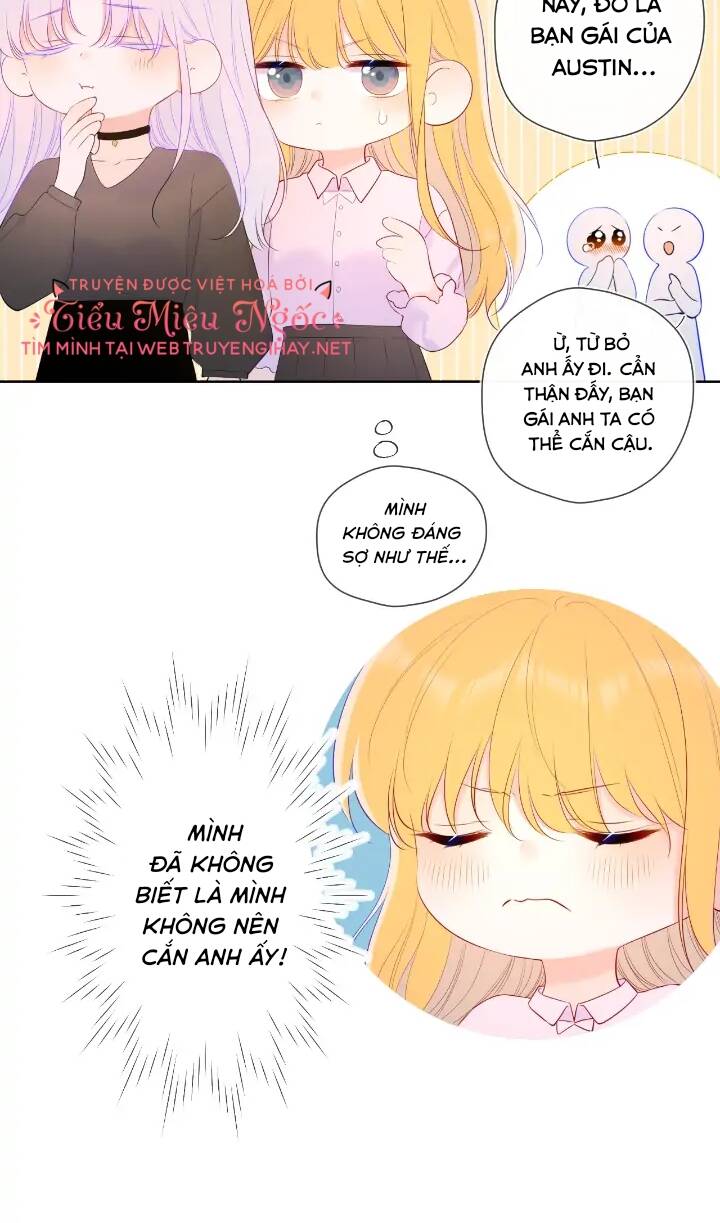 NÀY, ĐÓ LÀ
BẠN GÁI CỦA
AUSTIN...
TRUYỆN ĐƯỢC VIỆT HOÁ BỞI
Tiểu Miêu Ngốc
TÌM MÌNH TẠI WEBTRUYENGIHAY.NET
Ừ, TỪ BỎ
ANH ẤY ĐI. CẨN
THẬN ĐẤY, BẠN
GÁI ANH TA CÓ
THỂ CẮN CẬU.
MÌNH
KHÔNG ĐÁNG
SỢ NHƯ THẾ...
MÌNH
ĐÃ KHÔNG
BIẾT LÀ MÌNH
KHÔNG NÊN
CẮN ANH ẤY!